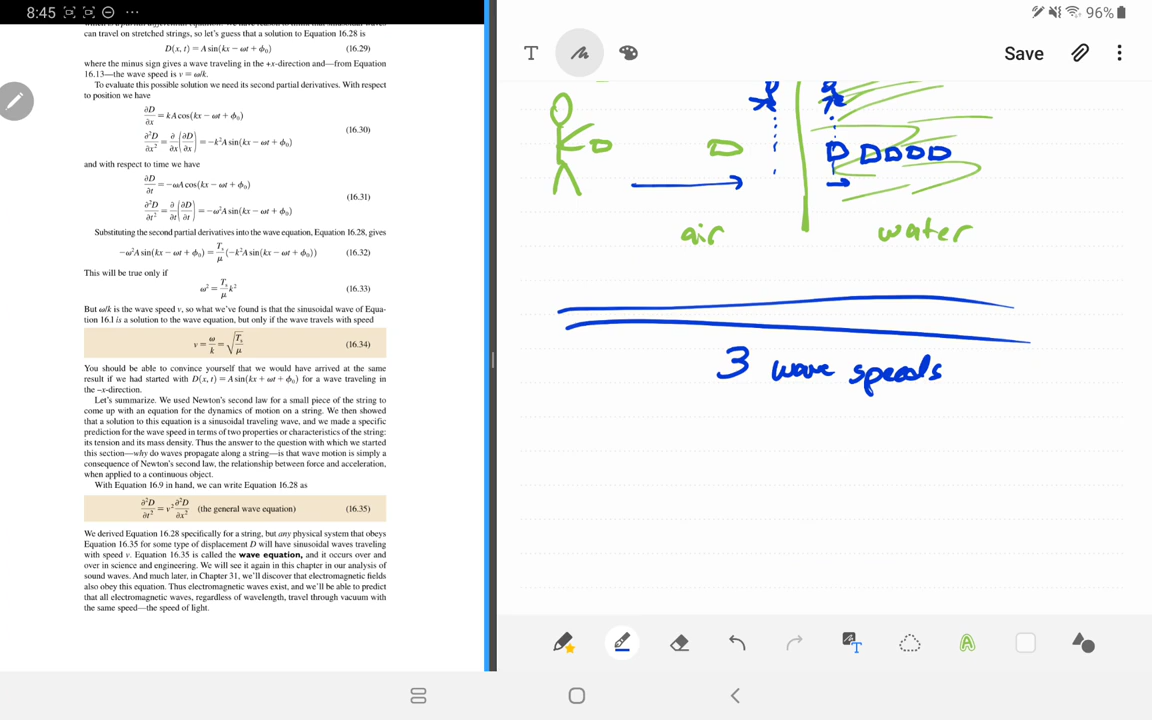 8:45
96%
can travel on stretched strings, so let's guess that a solution to Equation 16.28 is
D(x, t) = A sin(kx − ωt + ϕ₀) (16.29)
where the minus sign gives a wave traveling in the +x-direction and—from Equation
16.13—the wave speed is v = ω/k.
To evaluate this possible solution we need its second partial derivatives. With respect
to position we have
∂D/∂x = kA cos(kx − ωt + ϕ₀)
∂²D/∂x² = ∂/∂x(∂D/∂x) = −k²A sin(kx − ωt + ϕ₀) (16.30)
and with respect to time we have
∂D/∂t = −ωA cos(kx − ωt + ϕ₀)
∂²D/∂t² = ∂/∂t(∂D/∂t) = −ω²A sin(kx − ωt + ϕ₀) (16.31)
Substituting the second partial derivatives into the wave equation, Equation 16.28, gives
−ω²A sin(kx − ωt + ϕ₀) = Tₛ/μ (−k²A sin(kx − ωt + ϕ₀)) (16.32)
This will be true only if
ω² = Tₛ/μ k² (16.33)
But ω/k is the wave speed v, so what we've found is that the sinusoidal wave of Equa-
tion 16.1 is a solution to the wave equation, but only if the wave travels with speed
v = ω/k = √(Tₛ/μ) (16.34)
You should be able to convince yourself that we would have arrived at the same
result if we had started with D(x, t) = A sin(kx + ωt + ϕ₀) for a wave traveling in
the −x-direction.
Let's summarize. We used Newton's second law for a small piece of the string to
come up with an equation for the dynamics of motion on a string. We then showed
that a solution to this equation is a sinusoidal traveling wave, and we made a specific
prediction for the wave speed in terms of two properties or characteristics of the string:
its tension and its mass density. Thus the answer to the question with which we started
this section—why do waves propagate along a string—is that wave motion is simply a
consequence of Newton's second law, the relationship between force and acceleration,
when applied to a continuous object.
With Equation 16.9 in hand, we can write Equation 16.28 as
∂²D/∂t² = v² ∂²D/∂x² (the general wave equation) (16.35)
We derived Equation 16.28 specifically for a string, but any physical system that obeys
Equation 16.35 for some type of displacement D will have sinusoidal waves traveling
with speed v. Equation 16.35 is called the wave equation, and it occurs over and
over in science and engineering. We will see it again in this chapter in our analysis of
sound waves. And much later, in Chapter 31, we'll discover that electromagnetic fields
also obey this equation. Thus electromagnetic waves exist, and we'll be able to predict
that all electromagnetic waves, regardless of wavelength, travel through vacuum with
the same speed—the speed of light.
T
Save
air
water
3 wave speeds
T
A